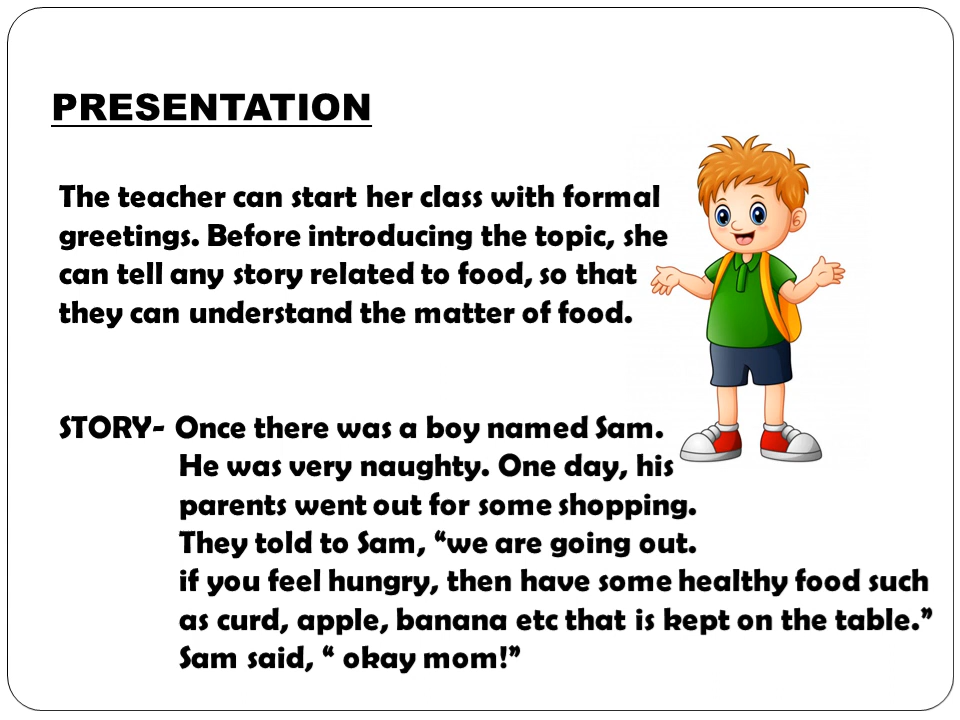 PRESENTATION
The teacher can start her class with formal
greetings. Before introducing the topic, she
can tell any story related to food, so that
they can understand the matter of food.
STORY- Once there was a boy named Sam.
He was very naughty. One day, his
parents went out for some shopping.
They told to Sam, “we are going out.
if you feel hungry, then have some healthy food such
as curd, apple, banana etc that is kept on the table.”
Sam said, “ okay mom!”